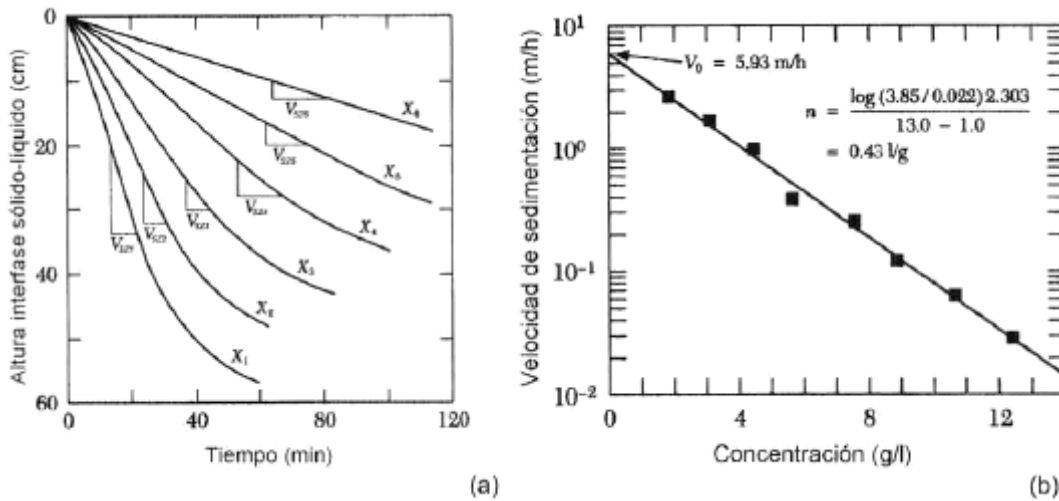 0
20
40
60
Altura interfase sólido-líquido (cm)
0 40 80 120
Tiempo (min)
X₆
X₅
X₄
X₃
X₂
X₁
(a)
10¹
10⁰
10⁻¹
10⁻²
Velocidad de sedimentación (m/h)
V₀ = 5,93 m/h
n = log (3.85/0.022) 2.303
13.0 − 1.0
= 0.43 l/g
0 4 8 12
Concentración (g/l)
(b)